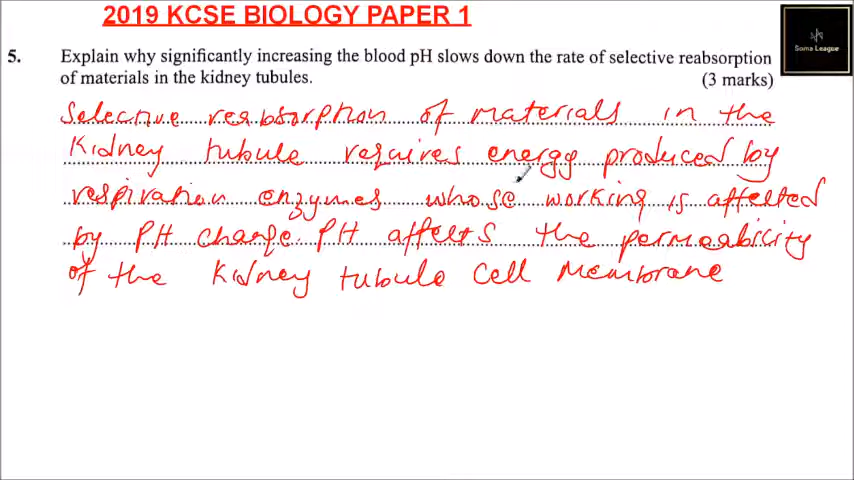 2019 KCSE BIOLOGY PAPER 1
Soma League
5. Explain why significantly increasing the blood pH slows down the rate of selective reabsorption
of materials in the kidney tubules. (3 marks)
Selective reabsorption of materials in the
Kidney tubule requires energy produced by
respiration enzymes whose working is affected
by PH change. PH affects the permeability
of the kidney tubule cell membrane